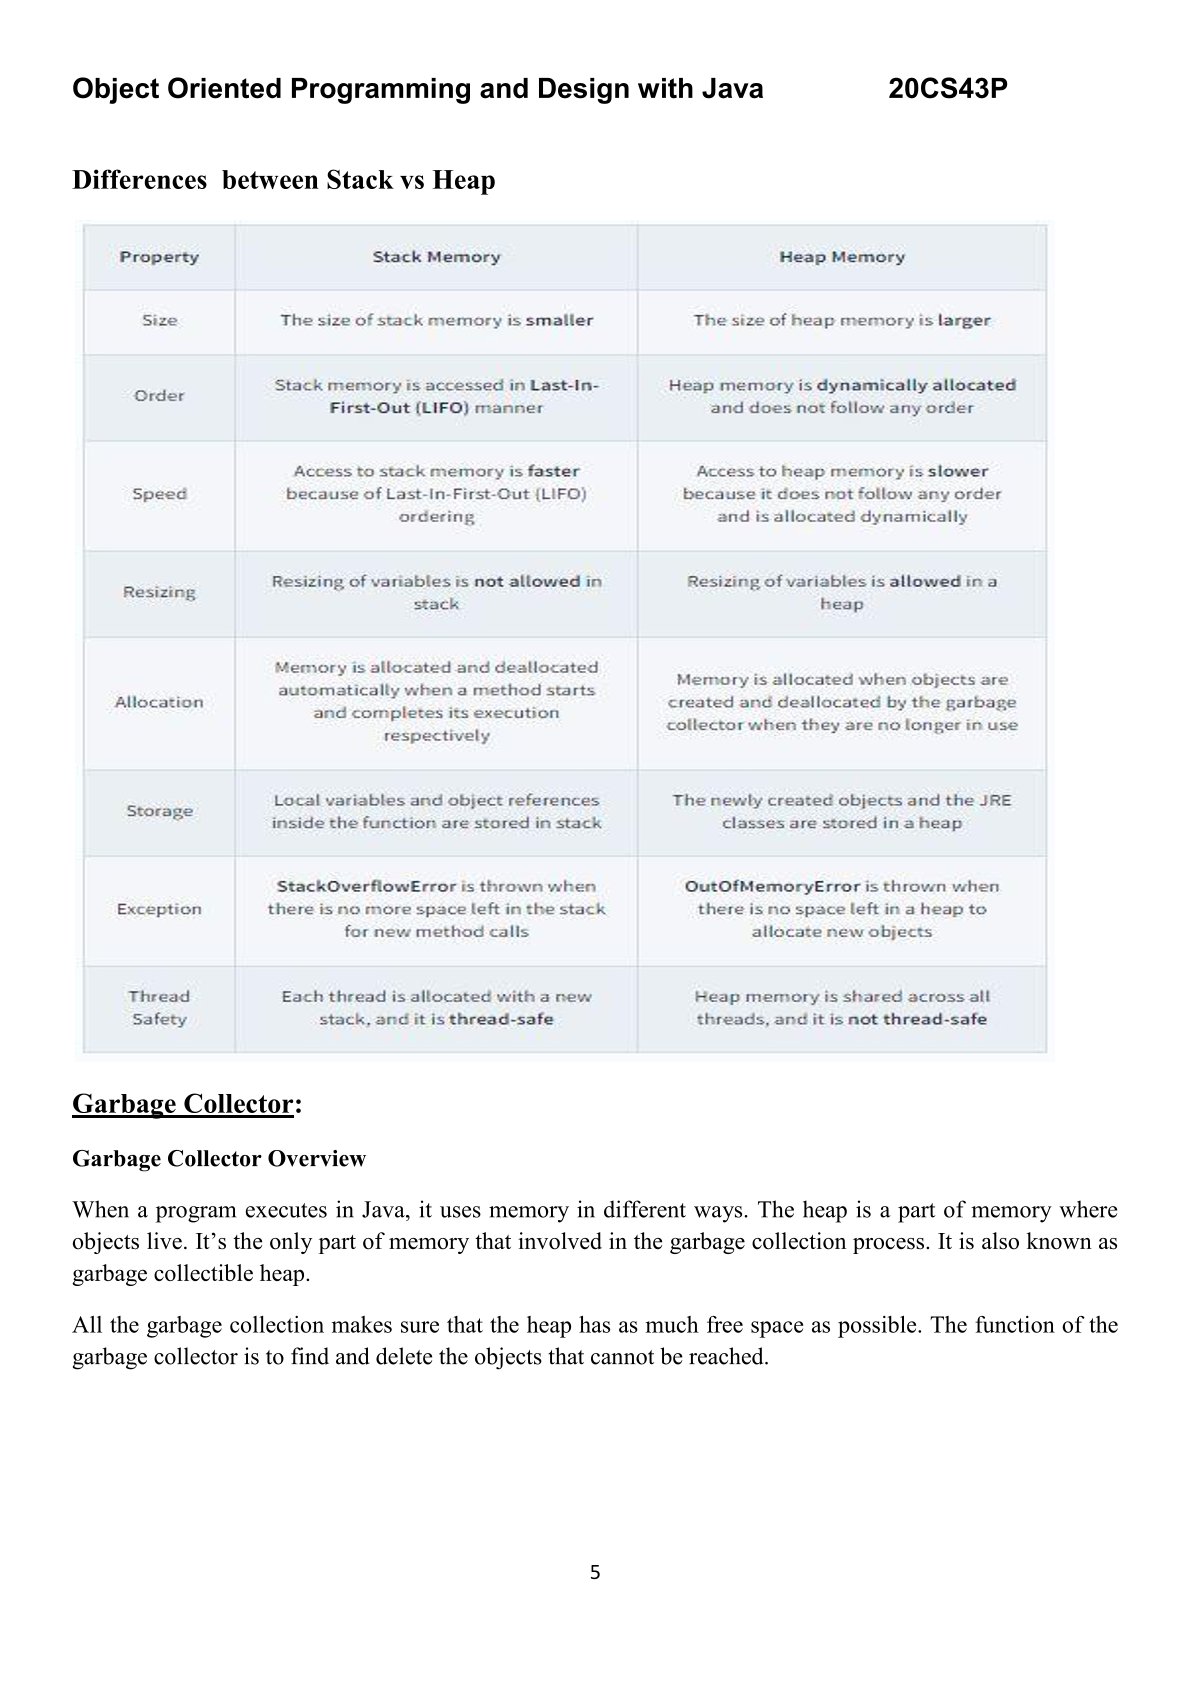 Object Oriented Programming and Design with Java 20CS43P
Differences between Stack vs Heap
Property
Stack Memory
Heap Memory
Size
The size of stack memory is smaller
The size of heap memory is larger
Order
Stack memory is accessed in Last-In-
First-Out (LIFO) manner
Heap memory is dynamically allocated
and does not follow any order
Speed
Access to stack memory is faster
because of Last-In-First-Out (LIFO)
ordering
Access to heap memory is slower
because it does not follow any order
and is allocated dynamically
Resizing
Resizing of variables is not allowed in
stack
Resizing of variables is allowed in a
heap
Allocation
Memory is allocated and deallocated
automatically when a method starts
and completes its execution
respectively
Memory is allocated when objects are
created and deallocated by the garbage
collector when they are no longer in use
Storage
Local variables and object references
inside the function are stored in stack
The newly created objects and the JRE
classes are stored in a heap
Exception
StackOverflowError is thrown when
there is no more space left in the stack
for new method calls
OutOfMemoryError is thrown when
there is no space left in a heap to
allocate new objects
Thread
Safety
Each thread is allocated with a new
stack, and it is thread-safe
Heap memory is shared across all
threads, and it is not thread-safe
Garbage Collector:
Garbage Collector Overview
When a program executes in Java, it uses memory in different ways. The heap is a part of memory where
objects live. It’s the only part of memory that involved in the garbage collection process. It is also known as
garbage collectible heap.
All the garbage collection makes sure that the heap has as much free space as possible. The function of the
garbage collector is to find and delete the objects that cannot be reached.
5